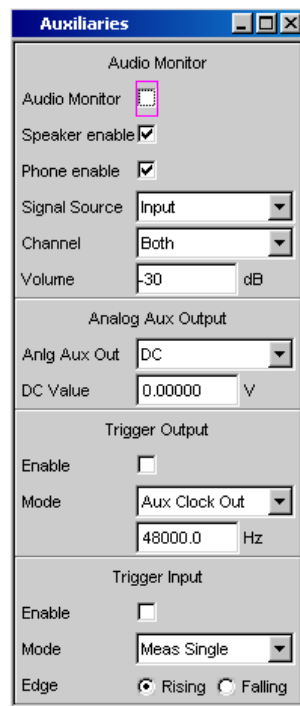 Auxiliaries
Audio Monitor
Audio Monitor
Speaker enable
Phone enable
Signal Source Input
Channel Both
Volume -30 dB
Analog Aux Output
Anlg Aux Out DC
DC Value 0.00000 V
Trigger Output
Enable
Mode Aux Clock Out
48000.0 Hz
Trigger Input
Enable
Mode Meas Single
Edge Rising Falling